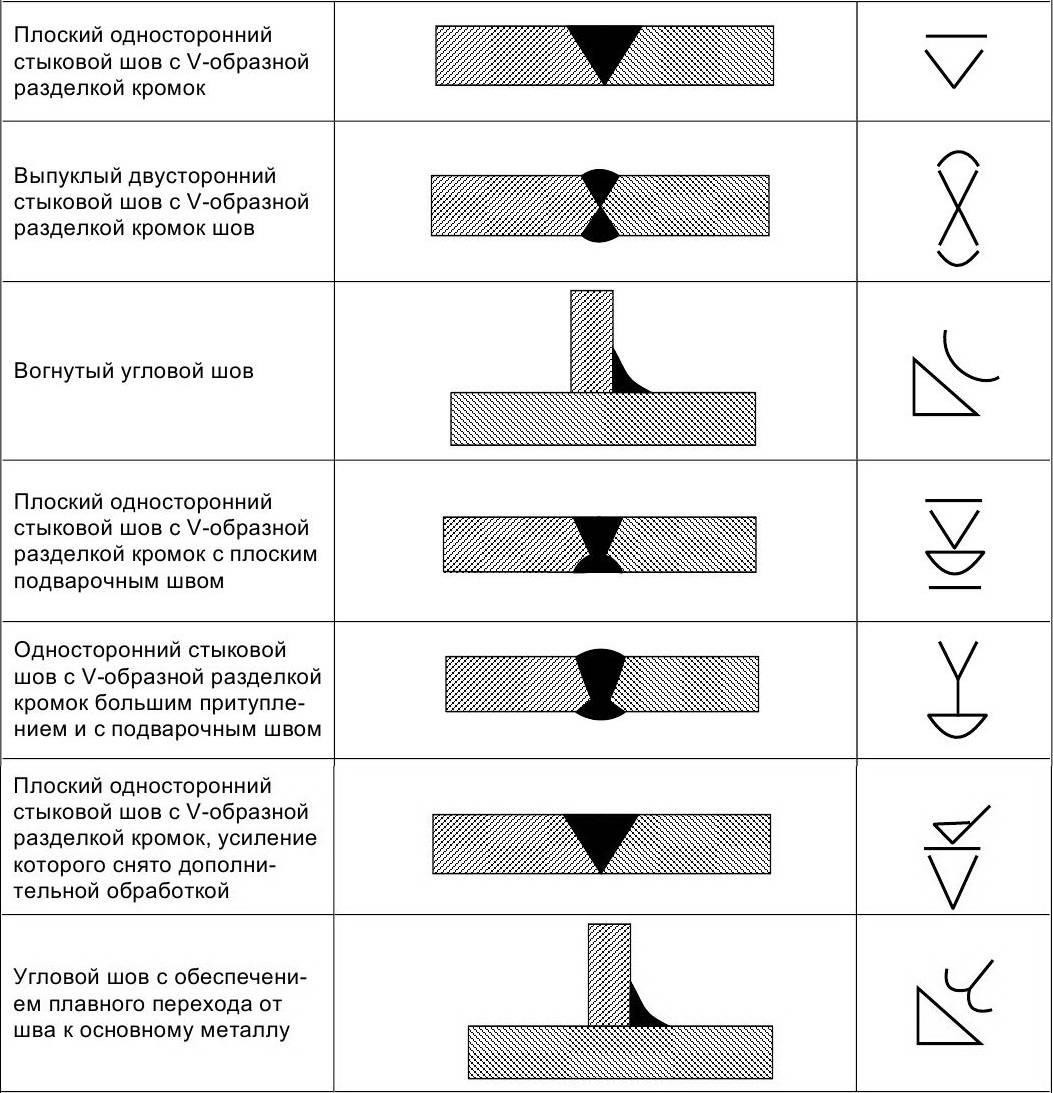 Плоский односторонний
стыковой шов с V-образной
разделкой кромок
Выпуклый двусторонний
стыковой шов с V-образной
разделкой кромок шов
Вогнутый угловой шов
Плоский односторонний
стыковой шов с V-образной
разделкой кромок с плоским
подварочным швом
Односторонний стыковой
шов с V-образной разделкой
кромок большим притупле-
нием и с подварочным швом
Плоский односторонний
стыковой шов с V-образной
разделкой кромок, усиление
которого снято дополни-
тельной обработкой
Угловой шов с обеспечени-
ем плавного перехода от
шва к основному металлу